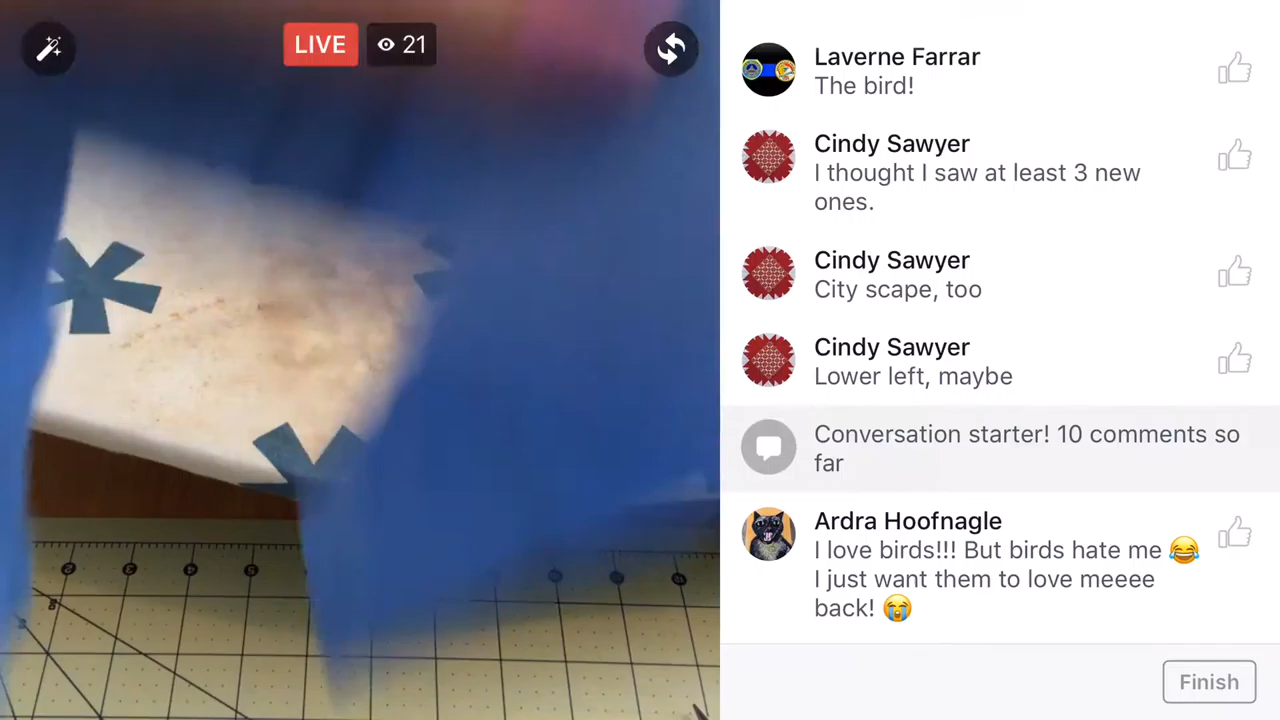 LIVE
21
Laverne Farrar
The bird!
Cindy Sawyer
I thought I saw at least 3 new
ones.
Cindy Sawyer
City scape, too
Cindy Sawyer
Lower left, maybe
Conversation starter! 10 comments so
far
Ardra Hoofnagle
I love birds!!! But birds hate me 😂
I just want them to love meeee
back! 😭
Finish